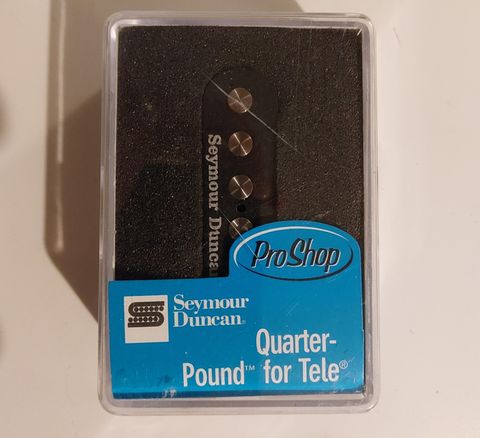 Seymour Duncan
ProShop
Seymour
Duncan®
Quarter-
Pound™ for Tele®